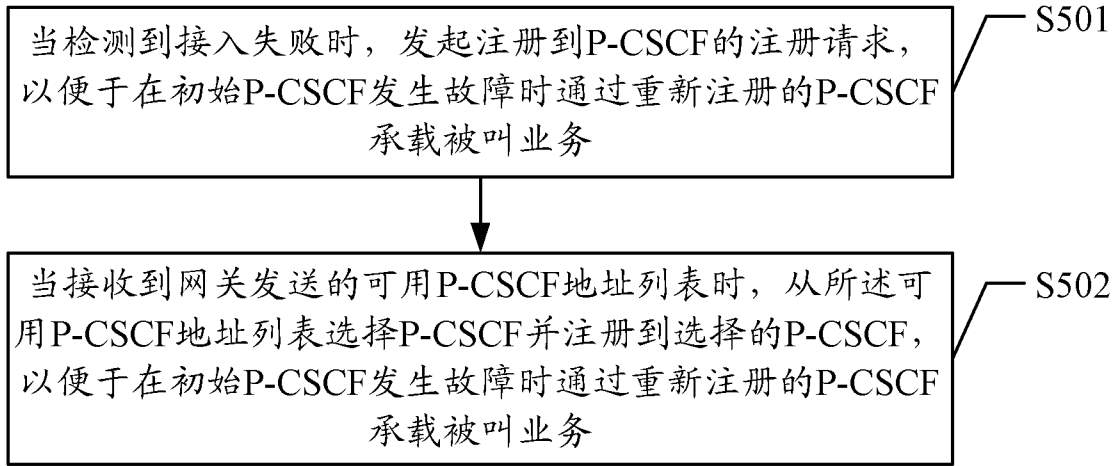 当检测到接入失败时，发起注册到P-CSCF的注册请求，
以便于在初始P-CSCF发生故障时通过重新注册的P-CSCF
承载被叫业务
S501
当接收到网关发送的可用P-CSCF地址列表时，从所述可
用P-CSCF地址列表选择P-CSCF并注册到选择的P-CSCF，
以便于在初始P-CSCF发生故障时通过重新注册的P-CSCF
承载被叫业务
S502